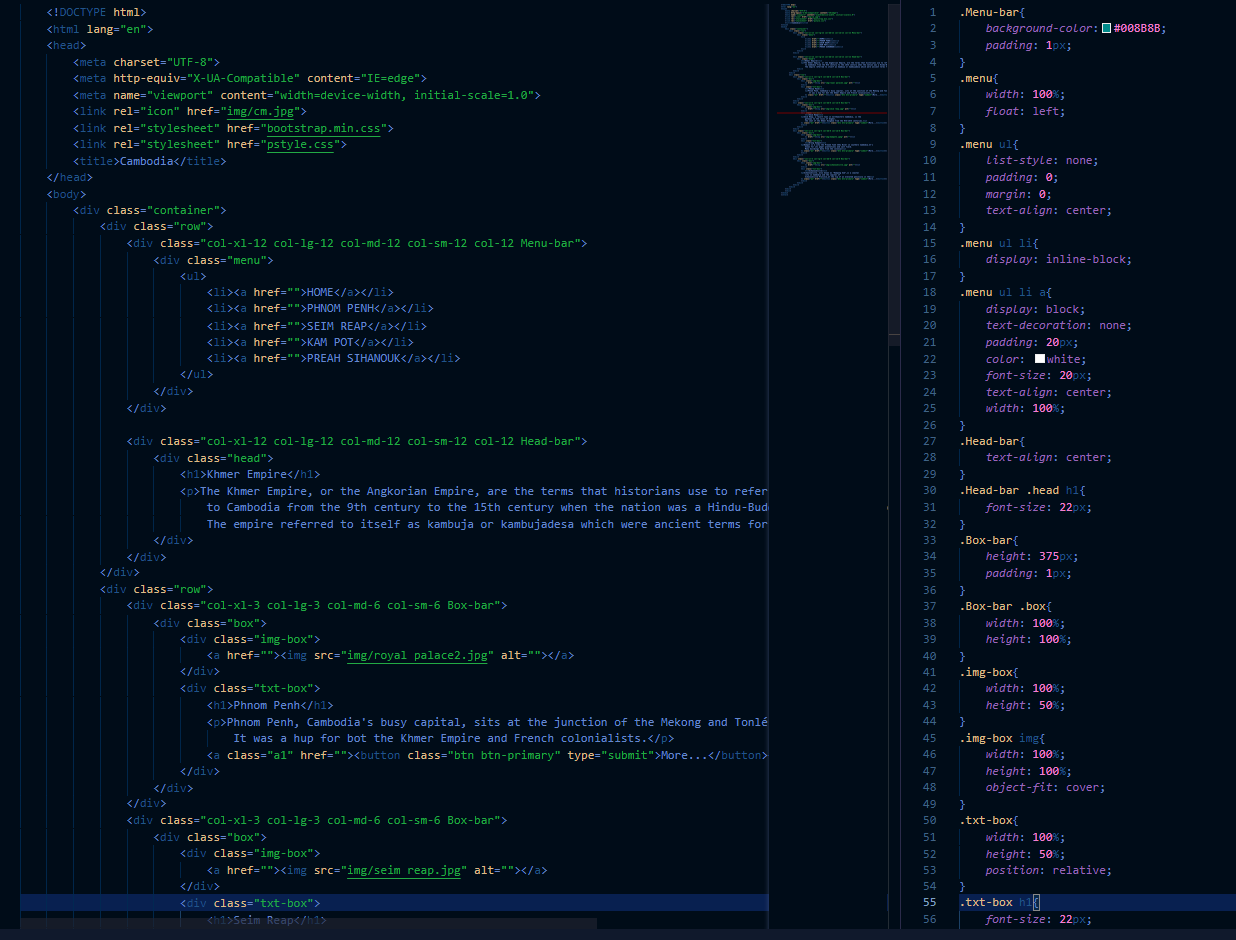 <!DOCTYPE html>
<html lang="en">
<head>
<meta charset="UTF-8">
<meta http-equiv="X-UA-Compatible" content="IE=edge">
<meta name="viewport" content="width=device-width, initial-scale=1.0">
<link rel="icon" href="img/cm.jpg">
<link rel="stylesheet" href="bootstrap.min.css">
<link rel="stylesheet" href="pstyle.css">
<title>Cambodia</title>
</head>
<body>
<div class="container">
<div class="row">
<div class="col-xl-12 col-lg-12 col-md-12 col-sm-12 col-12 Menu-bar">
<div class="menu">
<ul>
<li><a href="">HOME</a></li>
<li><a href="">PHNOM PENH</a></li>
<li><a href="">SEIM REAP</a></li>
<li><a href="">KAM POT</a></li>
<li><a href="">PREAH SIHANOUK</a></li>
</ul>
</div>
</div>
<div class="col-xl-12 col-lg-12 col-md-12 col-sm-12 col-12 Head-bar">
<div class="head">
<h1>Khmer Empire</h1>
<p>The Khmer Empire, or the Angkorian Empire, are the terms that historians use to refer
to Cambodia from the 9th century to the 15th century when the nation was a Hindu-Bud
The empire referred to itself as kambuja or kambujadesa which were ancient terms for
</div>
</div>
</div>
<div class="row">
<div class="col-xl-3 col-lg-3 col-md-6 col-sm-6 Box-bar">
<div class="box">
<div class="img-box">
<a href=""><img src="img/royal palace2.jpg" alt=""></a>
</div>
<div class="txt-box">
<h1>Phnom Penh</h1>
<p>Phnom Penh, Cambodia's busy capital, sits at the junction of the Mekong and Tonlé
It was a hup for bot the Khmer Empire and French colonialists.</p>
<a class="a1" href=""><button class="btn btn-primary" type="submit">More...</button>
</div>
</div>
</div>
<div class="col-xl-3 col-lg-3 col-md-6 col-sm-6 Box-bar">
<div class="box">
<div class="img-box">
<a href=""><img src="img/seim reap.jpg" alt=""></a>
</div>
<div class="txt-box">
<h1>Seim Reap</h1>
1 .Menu-bar{
2 background-color: #008B8B;
3 padding: 1px;
4 }
5 .menu{
6 width: 100%;
7 float: left;
8 }
9 .menu ul{
10 list-style: none;
11 padding: 0;
12 margin: 0;
13 text-align: center;
14 }
15 .menu ul li{
16 display: inline-block;
17 }
18 .menu ul li a{
19 display: block;
20 text-decoration: none;
21 padding: 20px;
22 color: white;
23 font-size: 20px;
24 text-align: center;
25 width: 100%;
26 }
27 .Head-bar{
28 text-align: center;
29 }
30 .Head-bar .head h1{
31 font-size: 22px;
32 }
33 .Box-bar{
34 height: 375px;
35 padding: 1px;
36 }
37 .Box-bar .box{
38 width: 100%;
39 height: 100%;
40 }
41 .img-box{
42 width: 100%;
43 height: 50%;
44 }
45 .img-box img{
46 width: 100%;
47 height: 100%;
48 object-fit: cover;
49 }
50 .txt-box{
51 width: 100%;
52 height: 50%;
53 position: relative;
54 }
55 .txt-box h1{
56 font-size: 22px;